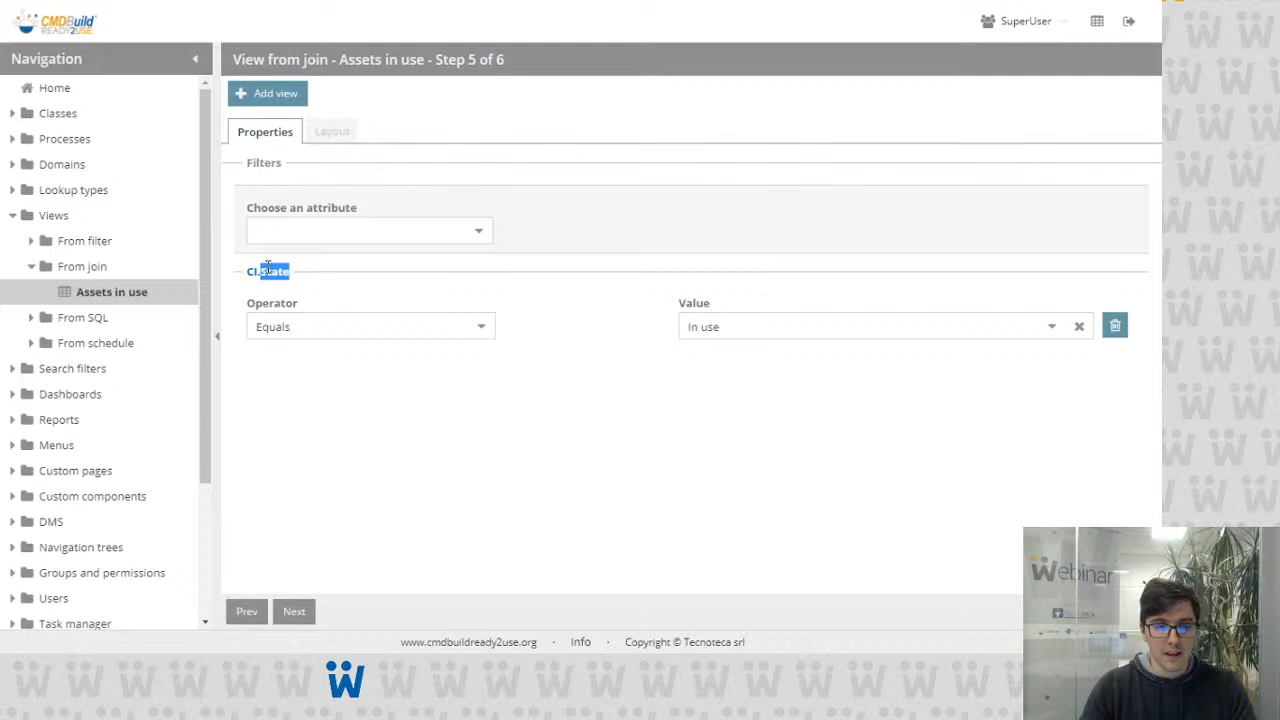 CMDBuild
READY2USE
SuperUser
Navigation
View from join - Assets in use - Step 5 of 6
Home
Classes
Processes
Domains
Lookup types
Views
From filter
From join
Assets in use
From SQL
From schedule
Search filters
Dashboards
Reports
Menus
Custom pages
Custom components
DMS
Navigation trees
Groups and permissions
Users
Task manager
Add view
Properties
Layout
Filters
Choose an attribute
CI.State
Operator
Value
Equals
In use
Prev
Next
www.cmdbuildready2use.org · Info · Copyright © Tecnoteca srl
Webinar